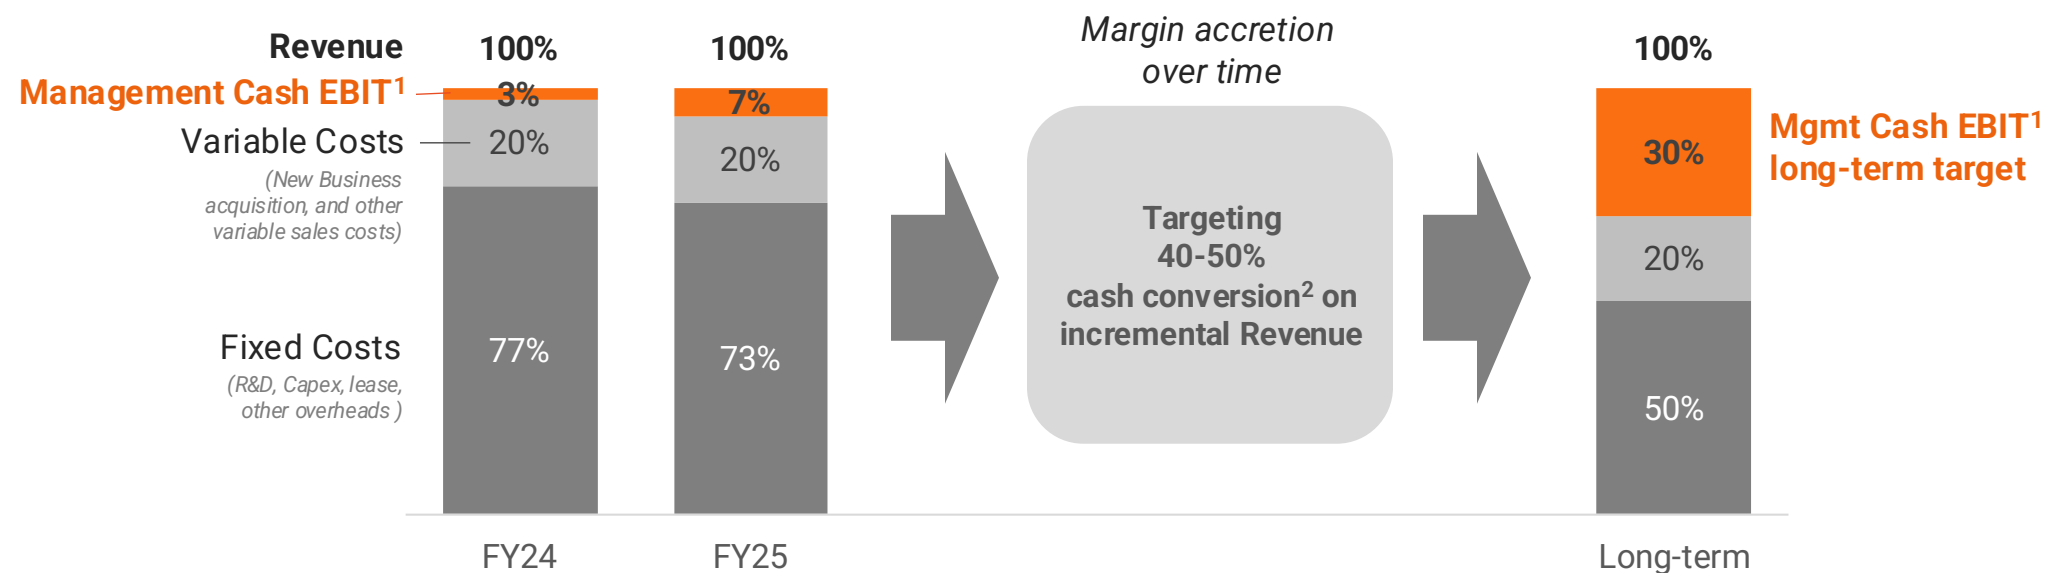 Revenue
100%
100%
Management Cash EBIT¹
3%
7%
Variable Costs
20%
20%
(New Business
acquisition, and other
variable sales costs)
Fixed Costs
77%
73%
(R&D, Capex, lease,
other overheads )
FY24
FY25
Margin accretion
over time
Targeting
40-50%
cash conversion² on
incremental Revenue
100%
30%
20%
50%
Mgmt Cash EBIT¹
long-term target
Long-term